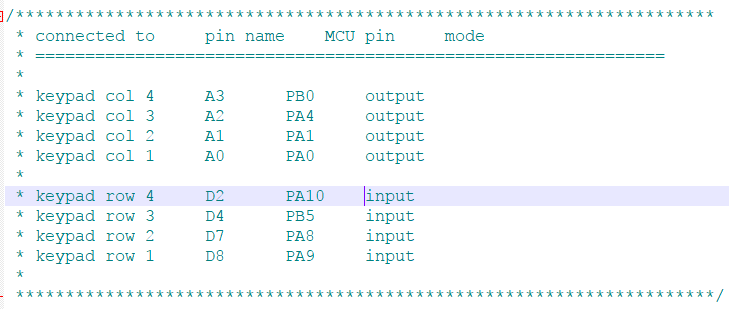 /***********************************************************************
* connected to pin name MCU pin mode
* ===============================================================
*
* keypad col 4 A3 PB0 output
* keypad col 3 A2 PA4 output
* keypad col 2 A1 PA1 output
* keypad col 1 A0 PA0 output
*
* keypad row 4 D2 PA10 input
* keypad row 3 D4 PB5 input
* keypad row 2 D7 PA8 input
* keypad row 1 D8 PA9 input
*
***********************************************************************/